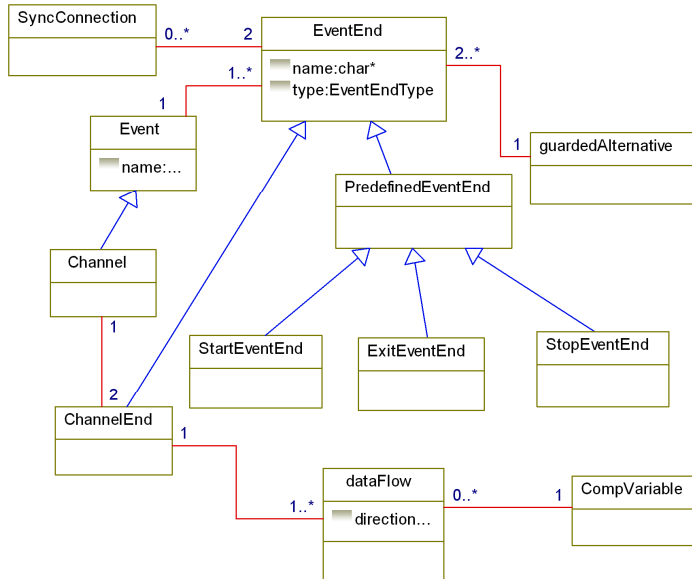 SyncConnection
0..*
2
EventEnd
name:char*
type:EventEndType
1..*
2..*
1
Event
name:...
1
guardedAlternative
PredefinedEventEnd
Channel
1
StartEventEnd
ExitEventEnd
StopEventEnd
2
ChannelEnd
1
dataFlow
0..*
1
CompVariable
1..*
direction...